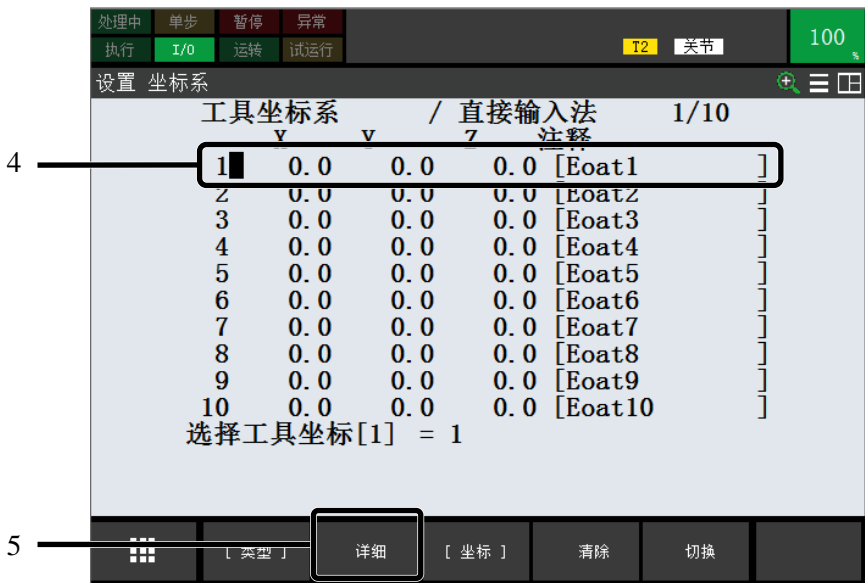 处理中 单步 暂停 异常
执行 I/O 运转 试运行
T2 关节
100 %
设置 坐标系
工具坐标系 / 直接输入法 1/10
X Y Z 注释
4
1 0.0 0.0 0.0 [Eoat1 ]
2 0.0 0.0 0.0 [Eoat2 ]
3 0.0 0.0 0.0 [Eoat3 ]
4 0.0 0.0 0.0 [Eoat4 ]
5 0.0 0.0 0.0 [Eoat5 ]
6 0.0 0.0 0.0 [Eoat6 ]
7 0.0 0.0 0.0 [Eoat7 ]
8 0.0 0.0 0.0 [Eoat8 ]
9 0.0 0.0 0.0 [Eoat9 ]
10 0.0 0.0 0.0 [Eoat10 ]
选择工具坐标[1] = 1
5
[ 类型 ] 详细 [ 坐标 ] 清除 切换